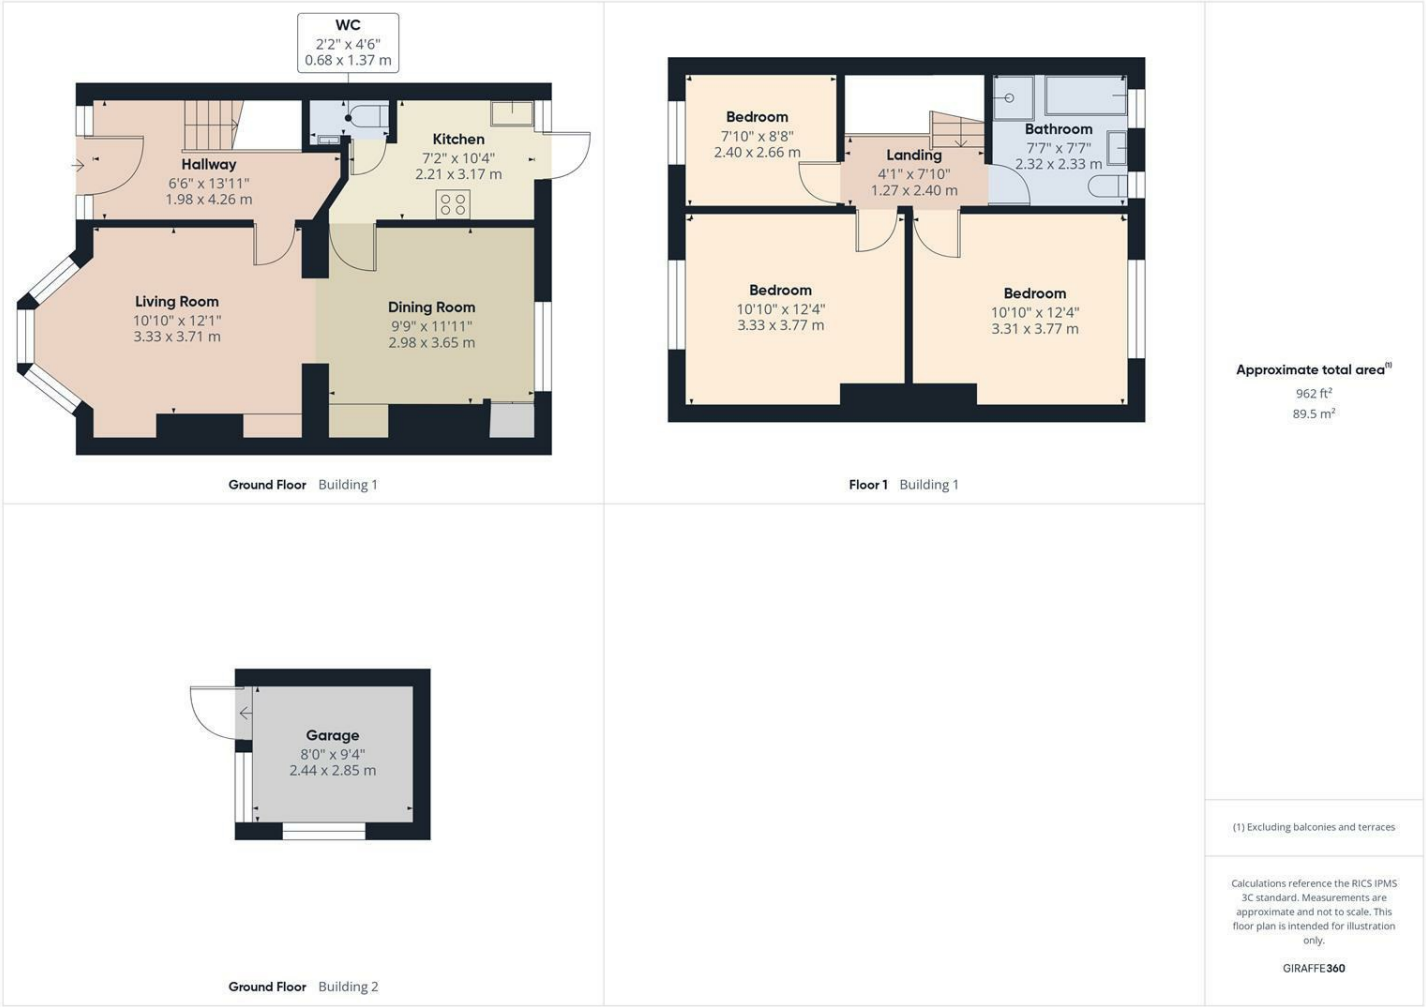 WC
2'2" x 4'6"
0.68 x 1.37 m
Hallway
6'6" x 13'11"
1.98 x 4.26 m
Kitchen
7'2" x 10'4"
2.21 x 3.17 m
Living Room
10'10" x 12'1"
3.33 x 3.71 m
Dining Room
9'9" x 11'11"
2.98 x 3.65 m
Ground Floor Building 1
Bedroom
7'10" x 8'8"
2.40 x 2.66 m
Landing
4'1" x 7'10"
1.27 x 2.40 m
Bathroom
7'7" x 7'7"
2.32 x 2.33 m
Bedroom
10'10" x 12'4"
3.33 x 3.77 m
Bedroom
10'10" x 12'4"
3.31 x 3.77 m
Floor 1 Building 1
Garage
8'0" x 9'4"
2.44 x 2.85 m
Ground Floor Building 2
Approximate total area(1)
962 ft²
89.5 m²
(1) Excluding balconies and terraces
Calculations reference the RICS IPMS
3C standard. Measurements are
approximate and not to scale. This
floor plan is intended for illustration
only.
GIRAFFE360